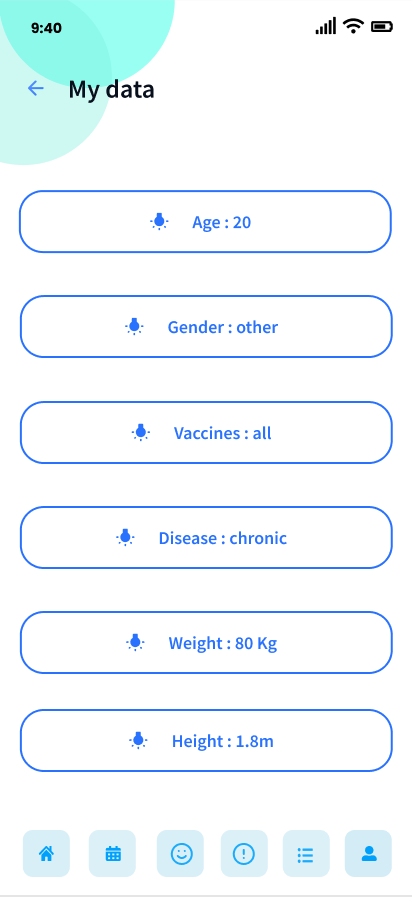 9:40
My data
Age : 20
Gender : other
Vaccines : all
Disease : chronic
Weight : 80 Kg
Height : 1.8m